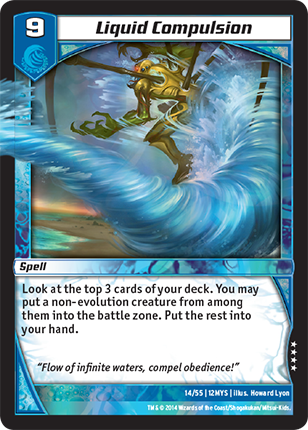 9
Liquid Compulsion
Spell
Look at the top 3 cards of your deck. You may
put a non-evolution creature from among
them into the battle zone. Put the rest into
your hand.
“Flow of infinite waters, compel obedience!”
14/55 | 12MYS | illus. Howard Lyon
TM & © 2014 Wizards of the Coast/Shogakukan/Mitsui-Kids.